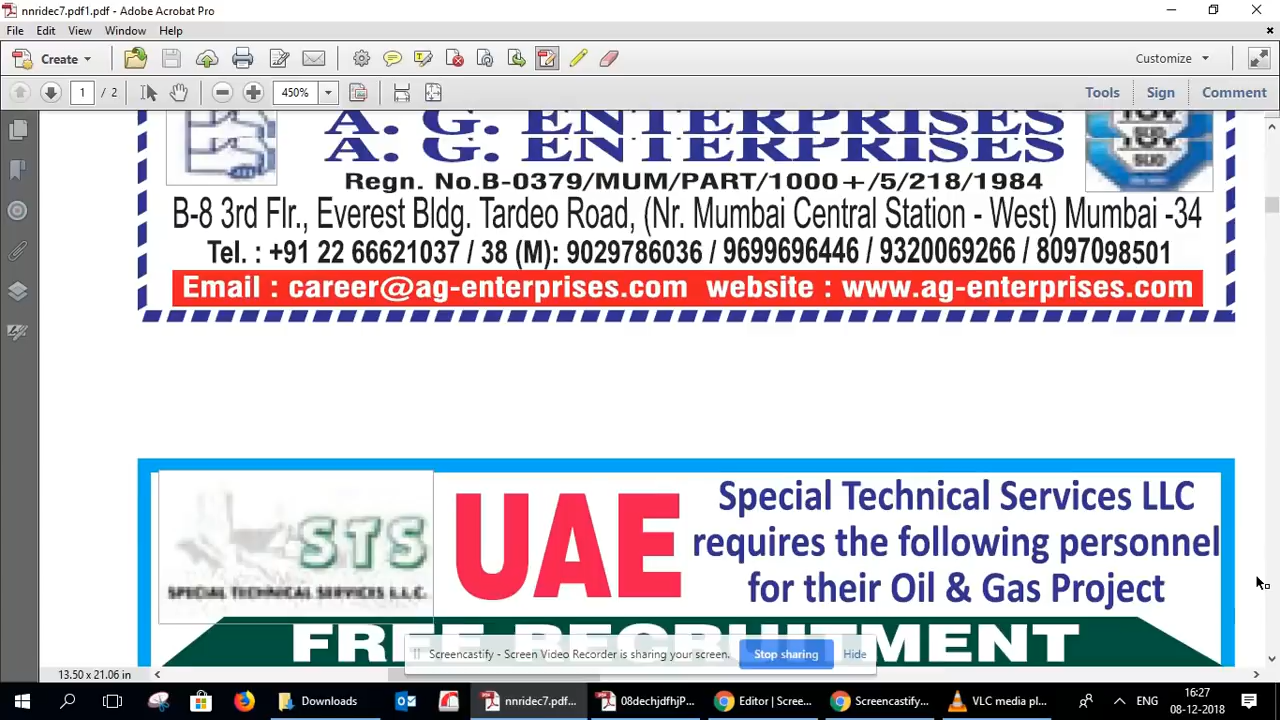 nnridec7.pdf1.pdf - Adobe Acrobat Pro
File Edit View Window Help
Create
Customize
1 / 2
450%
Tools Sign Comment
A. G. ENTERPRISES
A. G. ENTERPRISES
Regn. No.B-0379/MUM/PART/1000+/5/218/1984
B-8 3rd Flr., Everest Bldg. Tardeo Road, (Nr. Mumbai Central Station - West) Mumbai -34
Tel. : +91 22 66621037 / 38 (M): 9029786036 / 9699696446 / 9320069266 / 8097098501
Email : career@ag-enterprises.com website : www.ag-enterprises.com
STS
SPECIAL TECHNICAL SERVICES L.L.C.
UAE
Special Technical Services LLC
requires the following personnel
for their Oil & Gas Project
FREE RECRUITMENT
Screencastify - Screen Video Recorder is sharing your screen.
Stop sharing
Hide
13.50 x 21.06 in
Downloads
nnridec7.pdf...
08dechjdfhjP...
Editor | Scree...
Screencastify...
VLC media pl...
ENG
16:27
08-12-2018